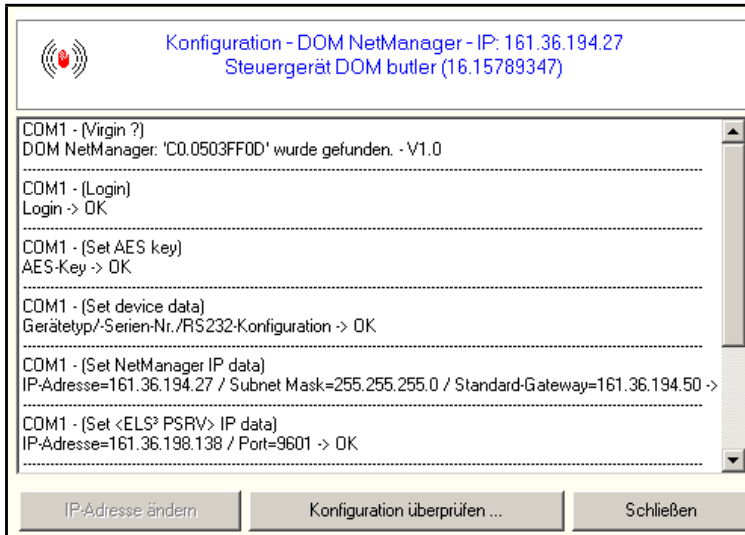 Konfiguration - DOM NetManager - IP: 161.36.194.27
Steuergerät DOM butler (16.15789347)
COM1 - (Virgin ?)
DOM NetManager: 'C0.0503FF0D' wurde gefunden. - V1.0
COM1 - (Login)
Login -> OK
COM1 - (Set AES key)
AES-Key -> OK
COM1 - (Set device data)
Gerätetyp/-Serien-Nr./RS232-Konfiguration -> OK
COM1 - (Set NetManager IP data)
IP-Adresse=161.36.194.27 / Subnet Mask=255.255.255.0 / Standard-Gateway=161.36.194.50 ->
COM1 - (Set <ELS³ PSRV> IP data)
IP-Adresse=161.36.198.138 / Port=9601 -> OK
IP-Adresse ändern
Konfiguration überprüfen ...
Schließen